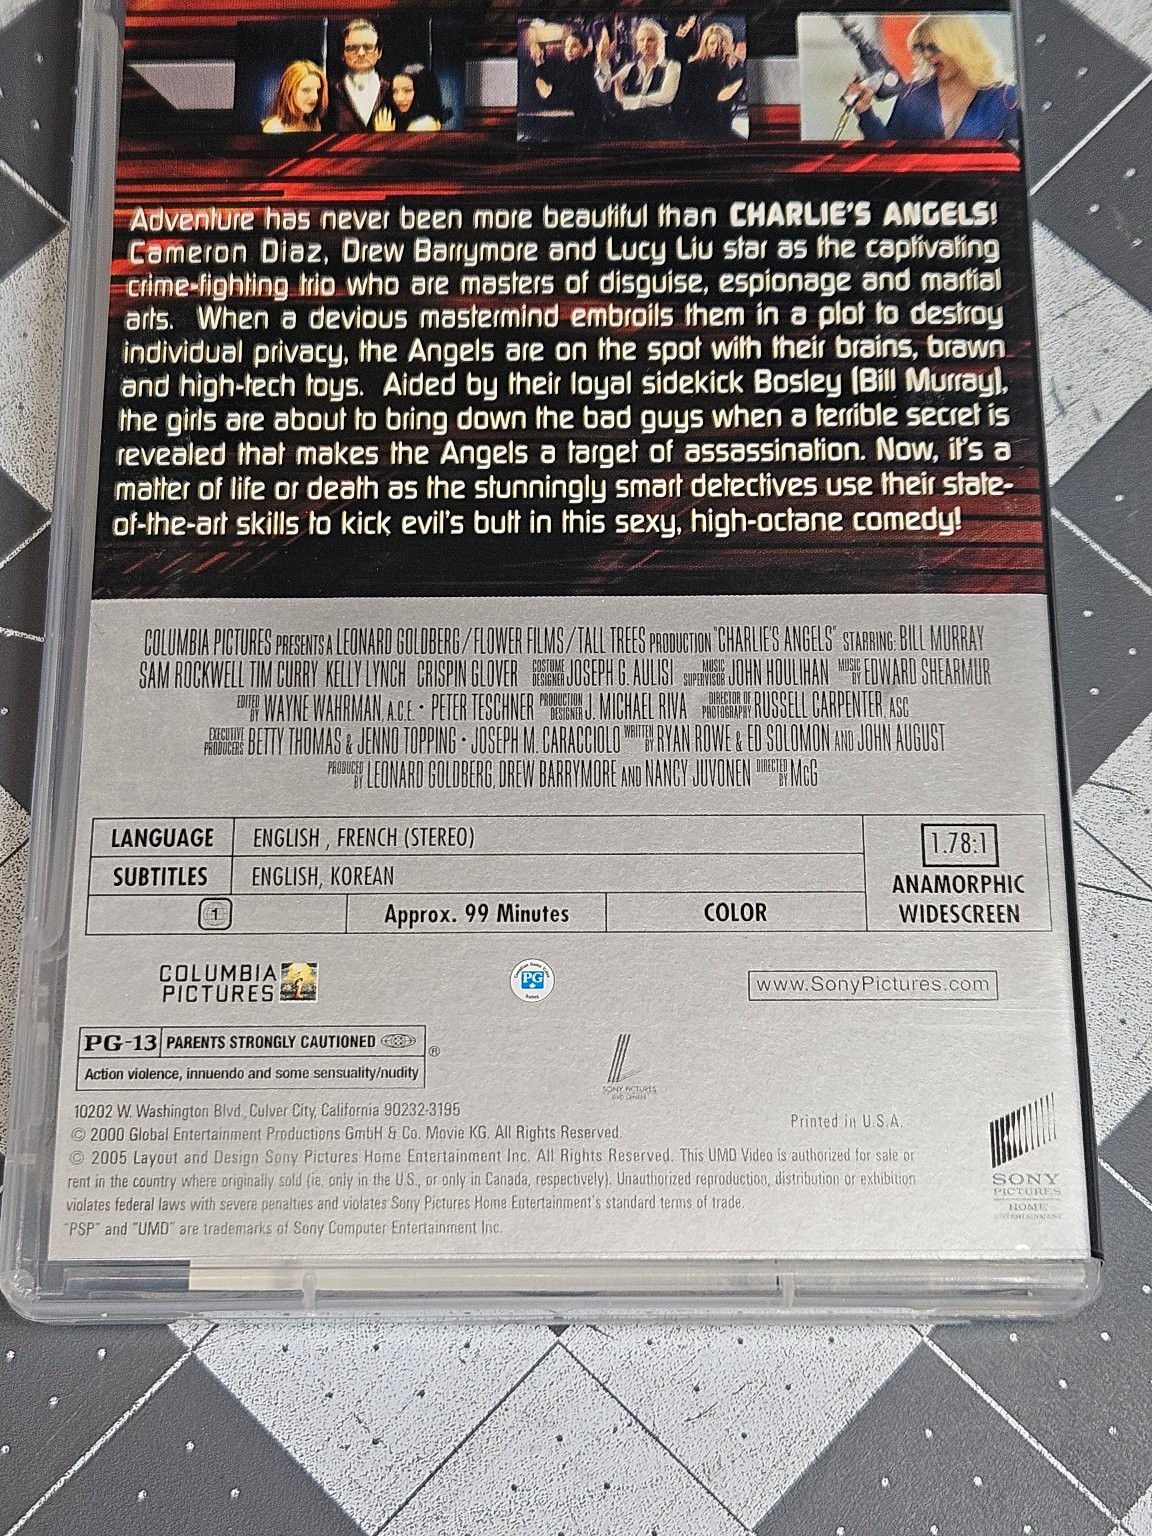 Adventure has never been more beautiful than CHARLIE'S ANGELS!
Cameron Diaz, Drew Barrymore and Lucy Liu star as the captivating
crime-fighting trio who are masters of disguise, espionage and martial
arts. When a devious mastermind embroils them in a plot to destroy
individual privacy, the Angels are on the spot with their brains, brawn
and high-tech toys. Aided by their loyal sidekick Bosley (Bill Murray),
the girls are about to bring down the bad guys when a terrible secret is
revealed that makes the Angels a target of assassination. Now, it's a
matter of life or death as the stunningly smart detectives use their state-
of-the-art skills to kick evil's butt in this sexy, high-octane comedy!
COLUMBIA PICTURES PRESENTS A LEONARD GOLDBERG/FLOWER FILMS/TALL TREES PRODUCTION "CHARLIE'S ANGELS" STARRING: BILL MURRAY
SAM ROCKWELL TIM CURRY KELLY LYNCH CRISPIN GLOVER COSTUME DESIGNER JOSEPH G. AULISI MUSIC SUPERVISOR JOHN HOULIHAN MUSIC BY EDWARD SHEARMUR
EDITED BY WAYNE WAHRMAN, A.C.E. • PETER TESCHNER PRODUCTION DESIGNER J. MICHAEL RIVA DIRECTOR OF PHOTOGRAPHY RUSSELL CARPENTER, ASC
EXECUTIVE PRODUCERS BETTY THOMAS & JENNO TOPPING • JOSEPH M. CARACCIOLO WRITTEN BY RYAN ROWE & ED SOLOMON AND JOHN AUGUST
PRODUCED BY LEONARD GOLDBERG, DREW BARRYMORE AND NANCY JUVONEN DIRECTED BY McG
LANGUAGE ENGLISH , FRENCH (STEREO)
SUBTITLES ENGLISH, KOREAN
1 Approx. 99 Minutes COLOR
1.78:1
ANAMORPHIC
WIDESCREEN
COLUMBIA
PICTURES
PG
www.SonyPictures.com
PG-13 PARENTS STRONGLY CAUTIONED ®
Action violence, innuendo and some sensuality/nudity
SONY PICTURES
DVD CENTER
10202 W. Washington Blvd., Culver City, California 90232-3195
Printed in U.S.A.
© 2000 Global Entertainment Productions GmbH & Co. Movie KG. All Rights Reserved.
© 2005 Layout and Design Sony Pictures Home Entertainment Inc. All Rights Reserved. This UMD Video is authorized for sale or
rent in the country where originally sold (ie, only in the U.S., or only in Canada, respectively). Unauthorized reproduction, distribution or exhibition
violates federal laws with severe penalties and violates Sony Pictures Home Entertainment's standard terms of trade.
"PSP" and "UMD" are trademarks of Sony Computer Entertainment Inc.
SONY
PICTURES
HOME
ENTERTAINMENT